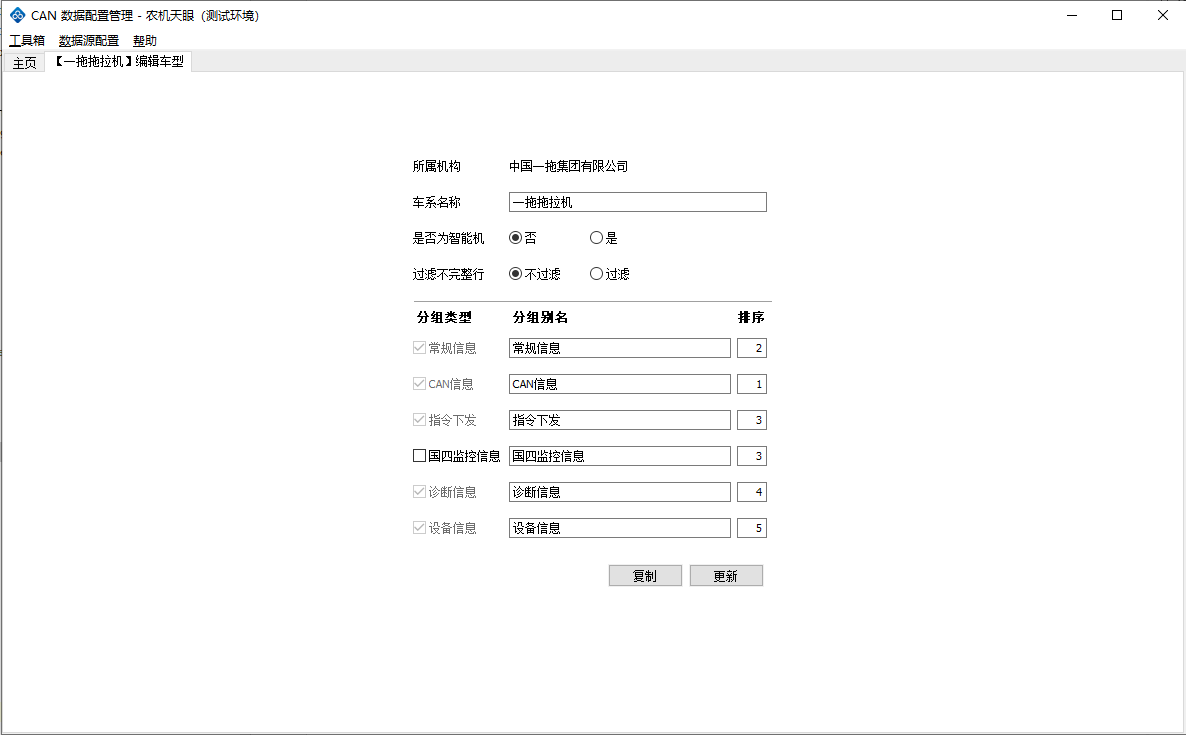 CAN 数据配置管理 - 农机天眼（测试环境）
工具箱 数据源配置 帮助
主页 【一拖拖拉机】编辑车型
所属机构 中国一拖集团有限公司
车系名称 一拖拖拉机
是否为智能机 否 是
过滤不完整行 不过滤 过滤
分组类型 分组别名 排序
常规信息 常规信息 2
CAN信息 CAN信息 1
指令下发 指令下发 3
国四监控信息 国四监控信息 3
诊断信息 诊断信息 4
设备信息 设备信息 5
复制 更新